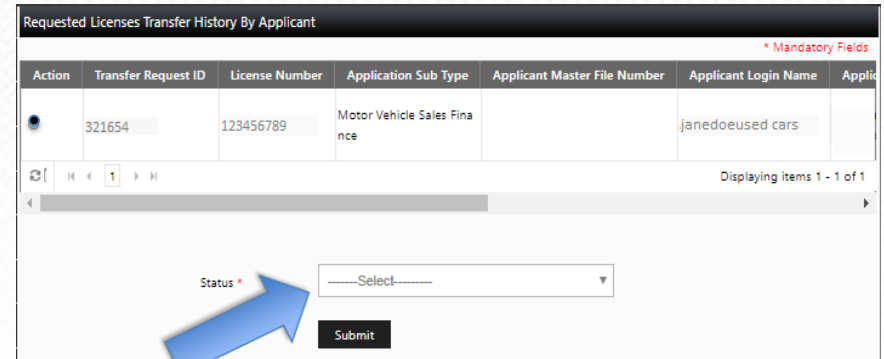 Requested Licenses Transfer History By Applicant
* Mandatory Fields
Action Transfer Request ID License Number Application Sub Type Applicant Master File Number Applicant Login Name Applic
321654 123456789 Motor Vehicle Sales Fina janedoeused cars
nce
1 Displaying items 1 - 1 of 1
Status * -------Select---------
Submit